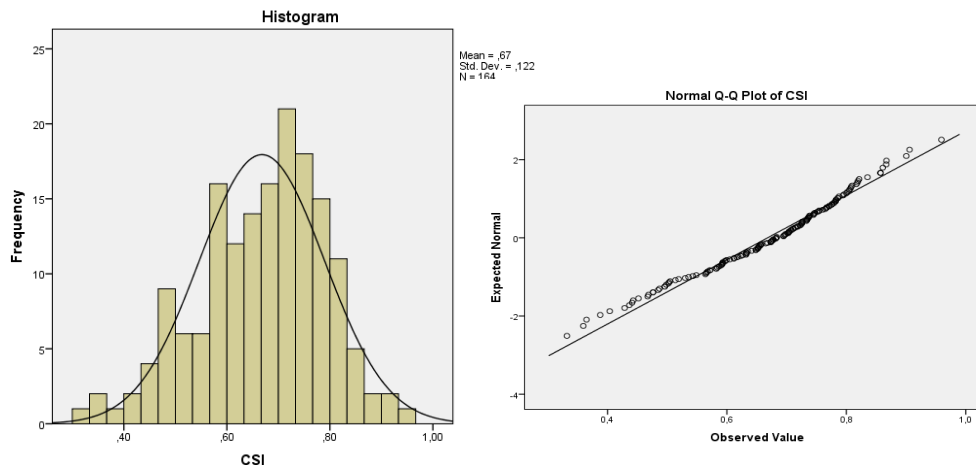 Histogram
25
20
15
10
5
0
Frequency
,40
,60
,80
1,00
CSI
Mean = ,67
Std. Dev. = ,122
N = 164
Normal Q-Q Plot of CSI
2
0
-2
-4
Expected Normal
0,4
0,6
0,8
1,0
Observed Value